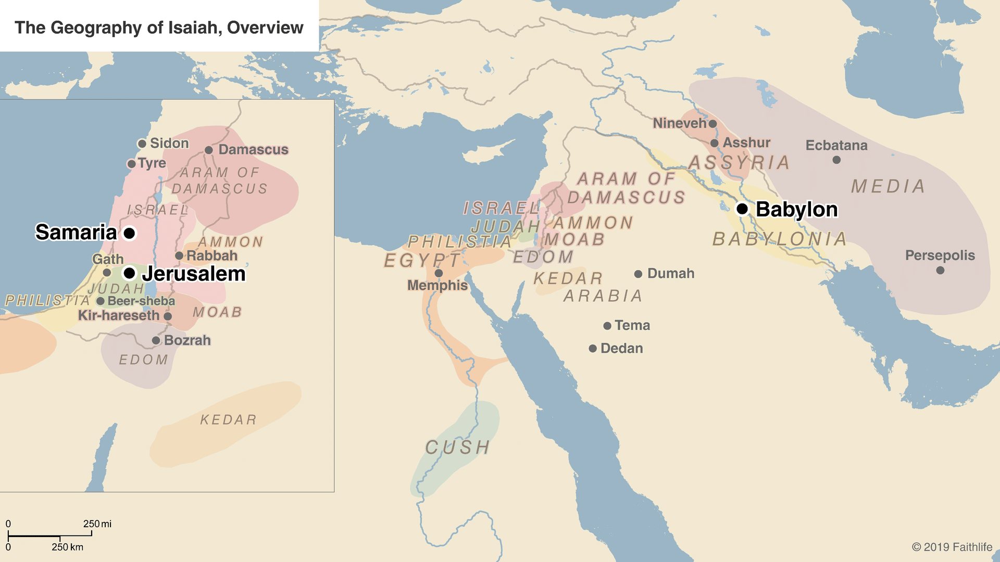 The Geography of Isaiah, Overview
Sidon
Damascus
Tyre
ARAM OF
DAMASCUS
ISRAEL
Samaria
AMMON
Rabbah
Gath
Jerusalem
JUDAH
PHILISTIA
Beer-sheba
Kir-hareseth
MOAB
Bozrah
EDOM
KEDAR
0
250 mi
0
250 km
Nineveh
Asshur
ASSYRIA
Ecbatana
MEDIA
ARAM OF
DAMASCUS
ISRAEL
Babylon
JUDAH
AMMON
PHILISTIA
MOAB
BABYLONIA
EGYPT
EDOM
Persepolis
Memphis
KEDAR
Dumah
ARABIA
Tema
Dedan
CUSH
© 2019 Faithlife